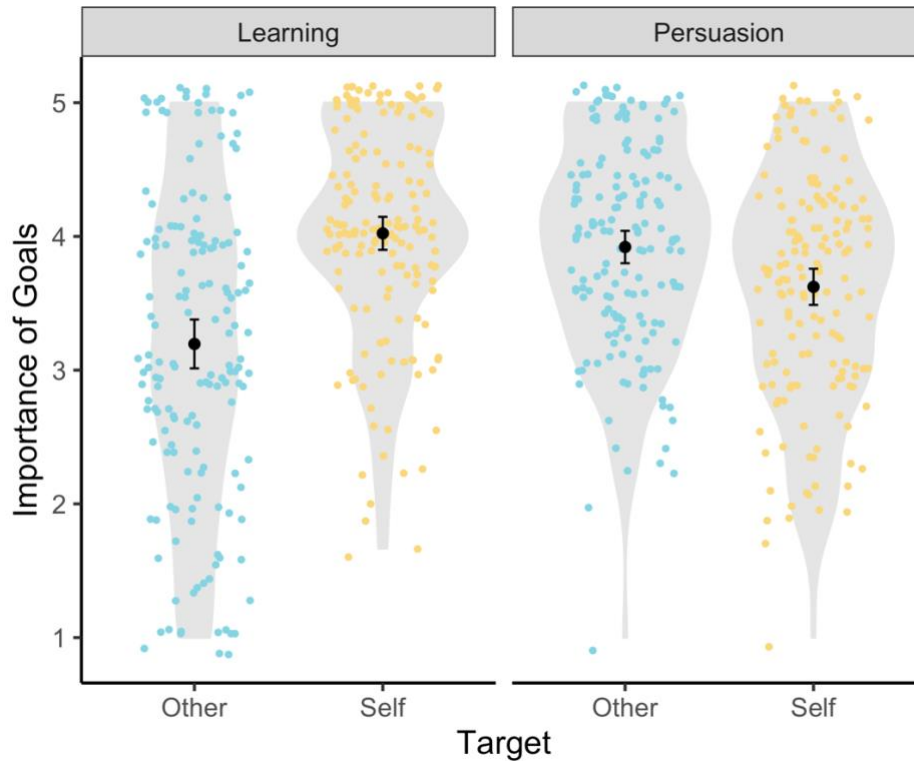 Learning Persuasion
5
4
3
2
1
Importance of Goals
Other Self Other Self
Target